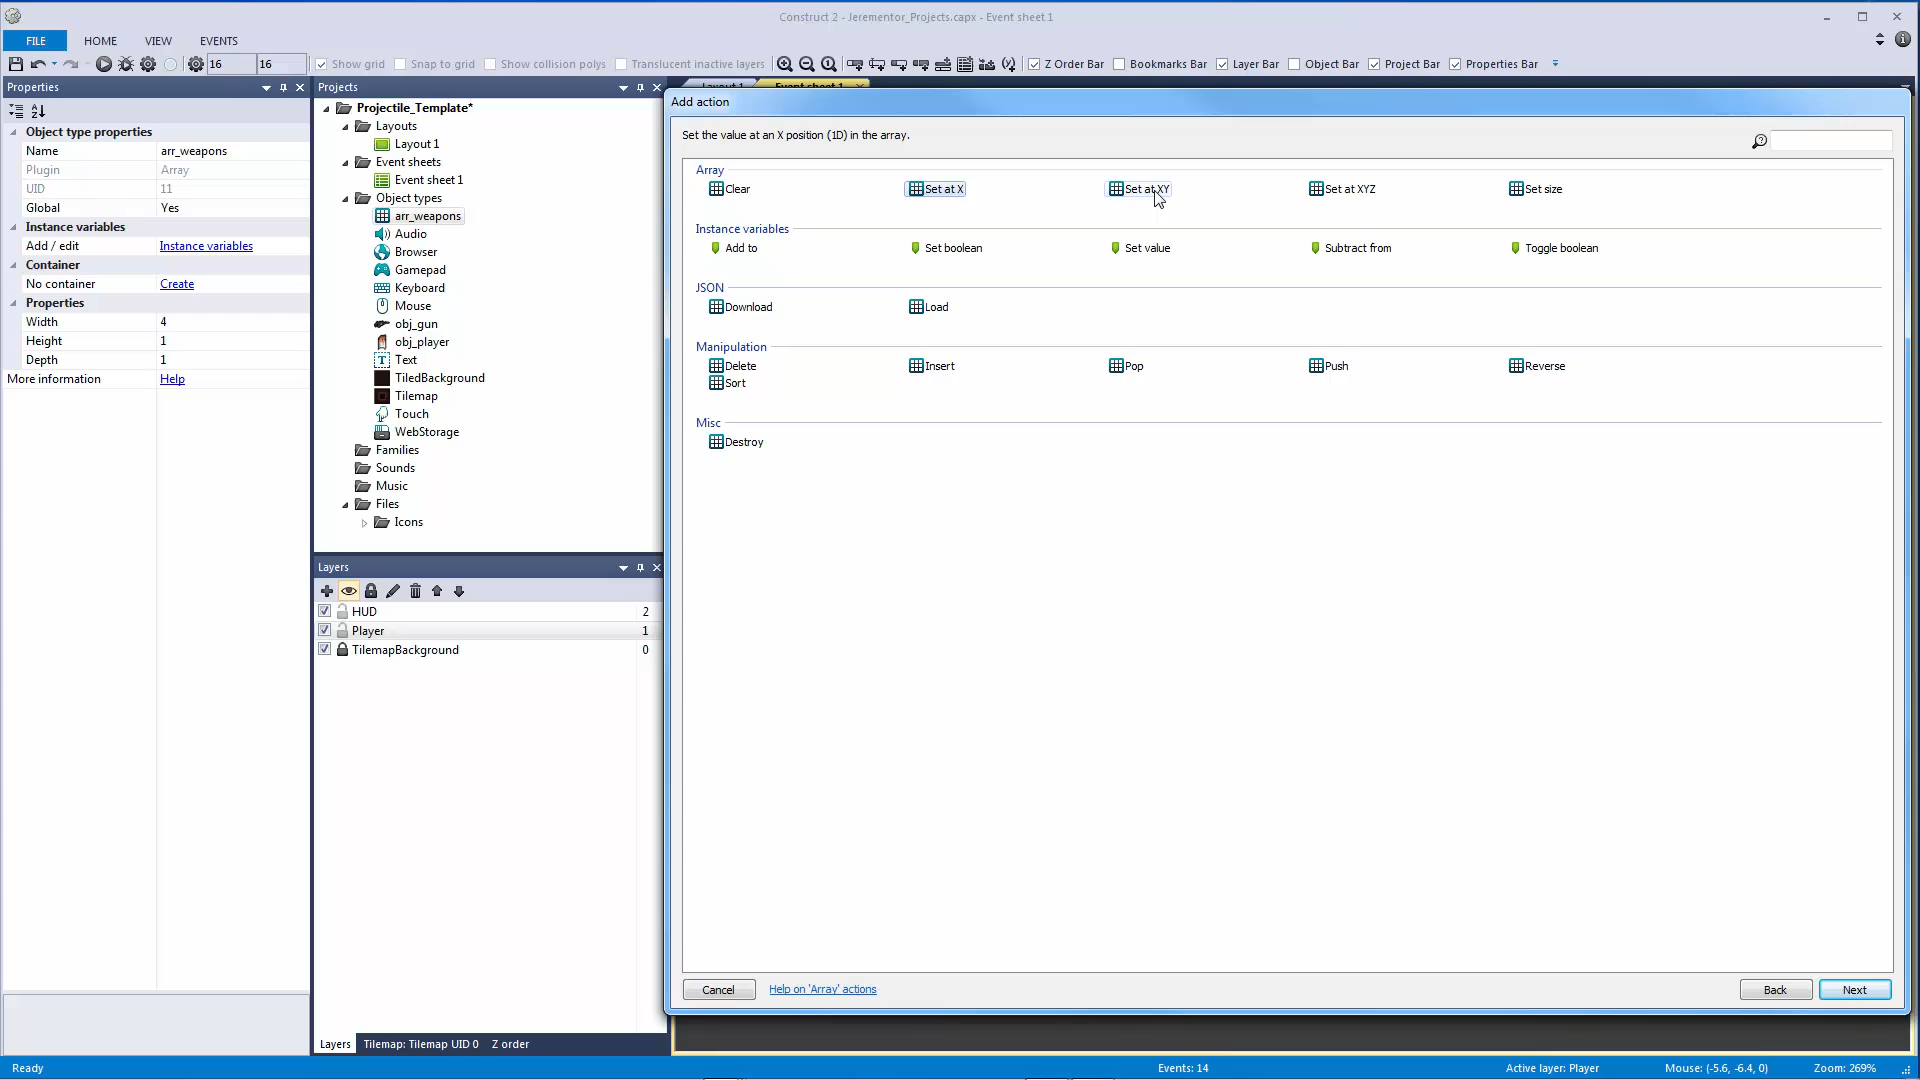 Construct 2 - Jerementor_Projects.capx - Event sheet 1
FILE HOME VIEW EVENTS
16 16 Show grid Snap to grid Show collision polys Translucent inactive layers Z Order Bar Bookmarks Bar Layer Bar Object Bar Project Bar Properties Bar
Properties
Object type properties
Name arr_weapons
Plugin Array
UID 11
Global Yes
Instance variables
Add / edit Instance variables
Container
No container Create
Properties
Width 4
Height 1
Depth 1
More information Help
Projects
Projectile_Template*
Layouts
Layout 1
Event sheets
Event sheet 1
Object types
arr_weapons
Audio
Browser
Gamepad
Keyboard
Mouse
obj_gun
obj_player
Text
TiledBackground
Tilemap
Touch
WebStorage
Families
Sounds
Music
Files
Icons
Layers
HUD 2
Player 1
TilemapBackground 0
Layers Tilemap: Tilemap UID 0 Z order
Layout 1 Event sheet 1
Add action
Set the value at an X position (1D) in the array.
Array
Clear Set at X Set at XY Set at XYZ Set size
Instance variables
Add to Set boolean Set value Subtract from Toggle boolean
JSON
Download Load
Manipulation
Delete Insert Pop Push Reverse
Sort
Misc
Destroy
Cancel Help on 'Array' actions Back Next
Ready Events: 14 Active layer: Player Mouse: (-5.6, -6.4, 0) Zoom: 269%